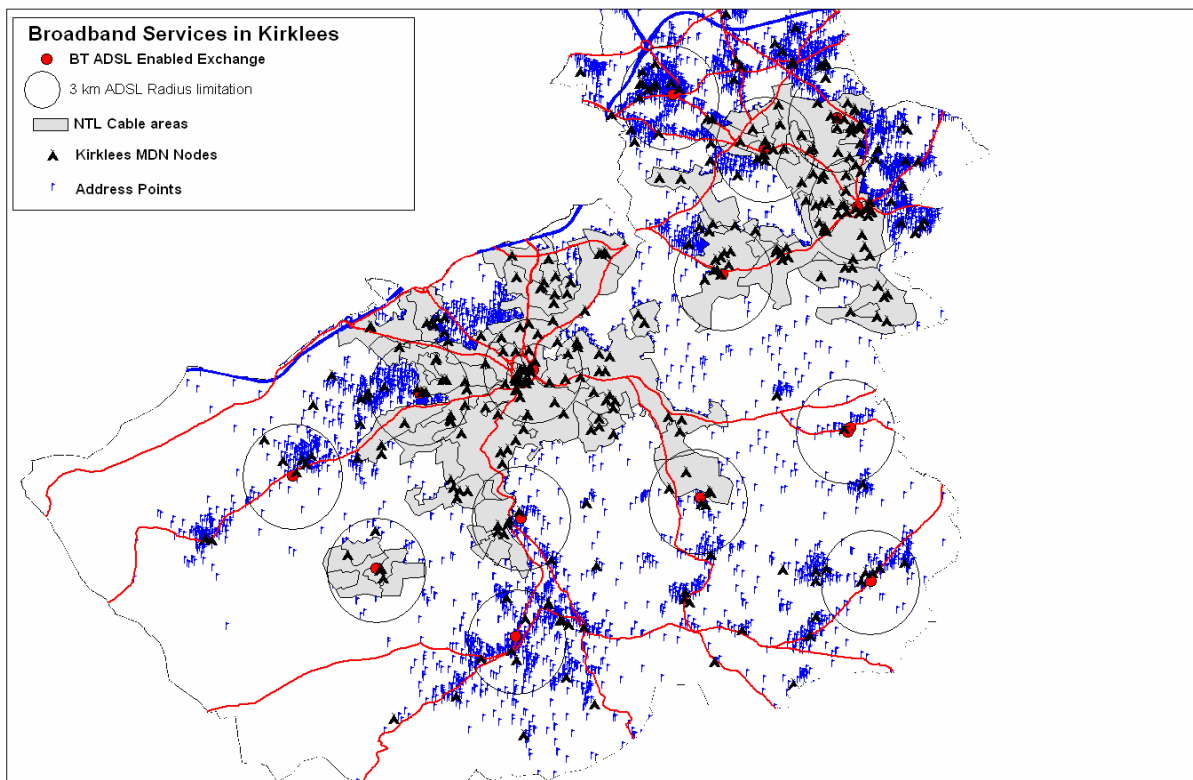 Broadband Services in Kirklees
BT ADSL Enabled Exchange
3 km ADSL Radius limitation
NTL Cable areas
Kirklees MDN Nodes
Address Points